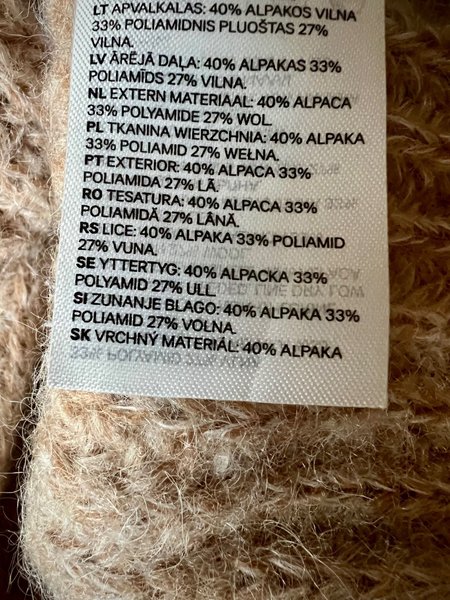 LT APVALKALAS: 40% ALPAKOS VILNA
33% POLIAMIDNIS PLUOŠTAS 27%
VILNA.
LV ĀRĒJĀ DAĻA: 40% ALPAKAS 33%
POLIAMĪDS 27% VILNA.
NL EXTERN MATERIAAL: 40% ALPACA
33% POLYAMIDE 27% WOL.
PL TKANINA WIERZCHNIA: 40% ALPAKA
33% POLIAMID 27% WEŁNA.
PT EXTERIOR: 40% ALPACA 33%
POLIAMIDA 27% LÃ.
RO TESATURA: 40% ALPACA 33%
POLIAMIDĂ 27% LÂNĂ.
RS LICE: 40% ALPAKA 33% POLIAMID
27% VUNA.
SE YTTERTYG: 40% ALPACKA 33%
POLYAMID 27% ULL.
SI ZUNANJE BLAGO: 40% ALPAKA 33%
POLIAMID 27% VOLNA.
SK VRCHNÝ MATERIÁL: 40% ALPAKA